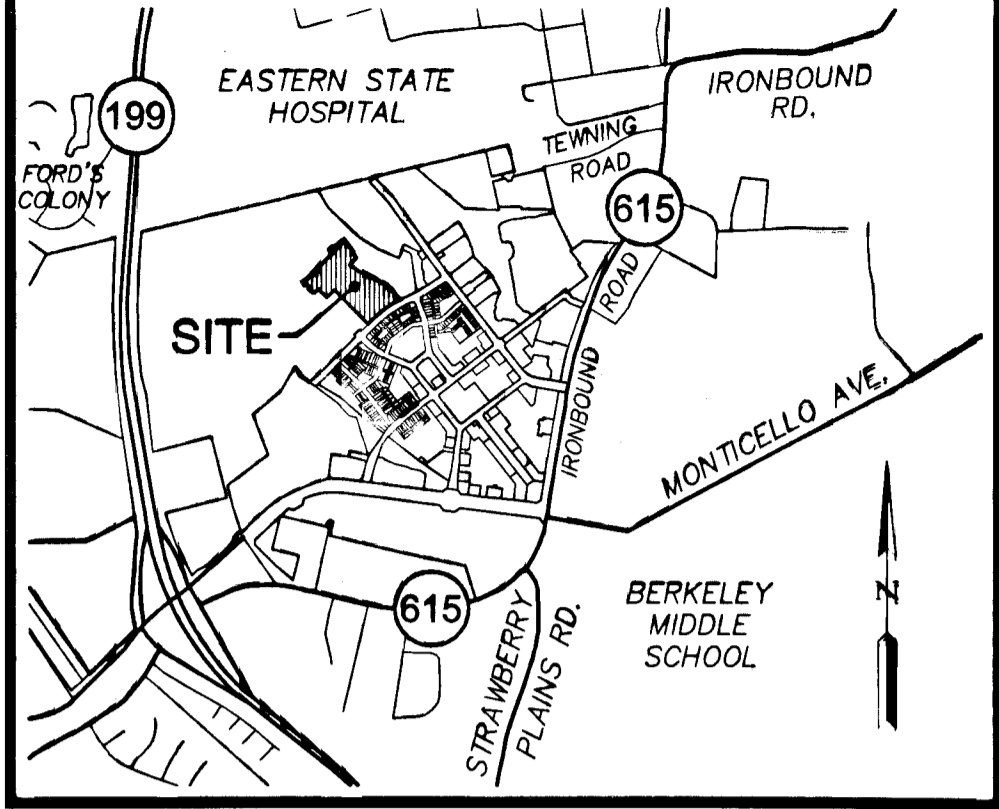 EASTERN STATE
HOSPITAL
IRONBOUND
RD.
199
TEWNING
ROAD
FORD'S
COLONY
615
ROAD
SITE
IRONBOUND
MONTICELLO AVE.
N
BERKELEY
MIDDLE
SCHOOL
615
STRAWBERRY
PLAINS RD.